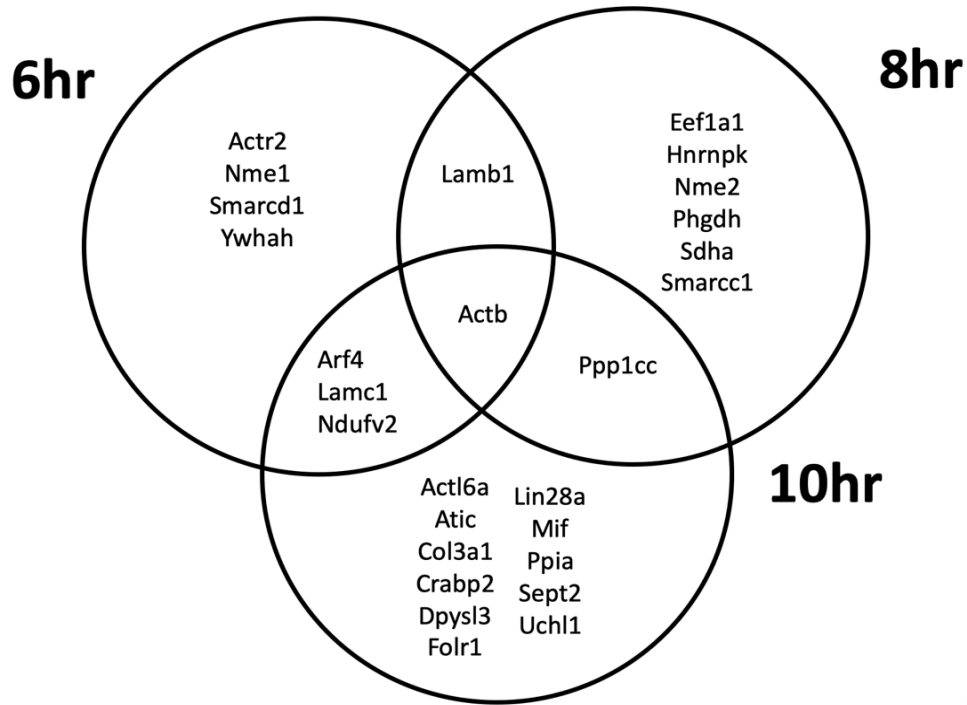 6hr
8hr
Actr2
Nme1
Smarcd1
Ywhah
Lamb1
Eef1a1
Hnrnpk
Nme2
Phgdh
Sdha
Smarcc1
Actb
Arf4
Lamc1
Ndufv2
Ppp1cc
10hr
Actl6a
Atic
Col3a1
Crabp2
Dpysl3
Folr1
Lin28a
Mif
Ppia
Sept2
Uchl1